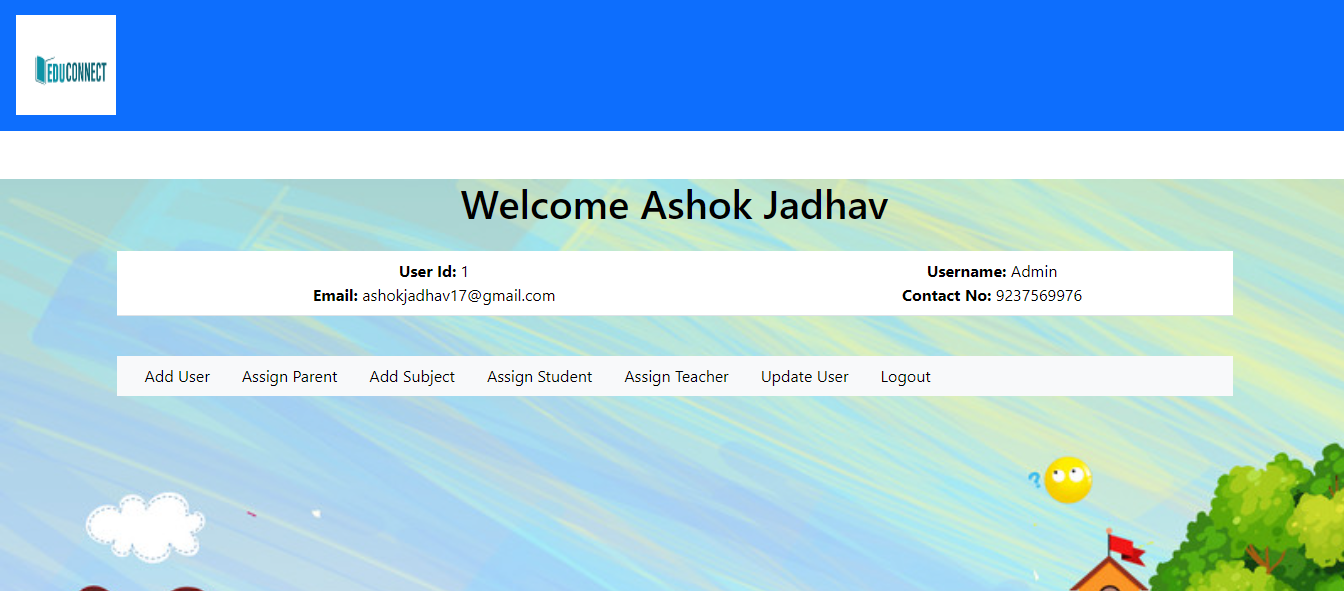 EDUCONNECT
Welcome Ashok Jadhav
User Id: 1
Username: Admin
Email: ashokjadhav17@gmail.com
Contact No: 9237569976
Add User Assign Parent Add Subject Assign Student Assign Teacher Update User Logout
?